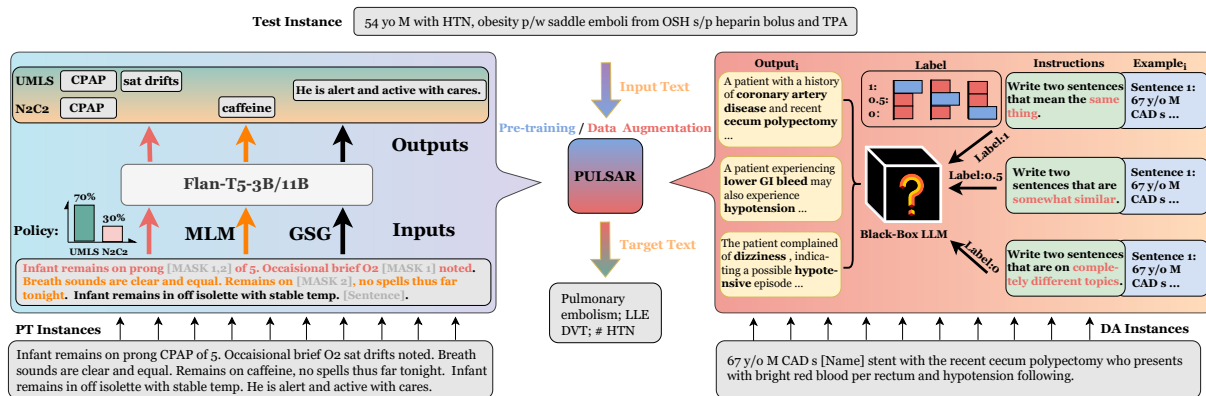 Test Instance
54 yo M with HTN, obesity p/w saddle emboli from OSH s/p heparin bolus and TPA
UMLS
CPAP
sat drifts
He is alert and active with cares.
N2C2
CPAP
caffeine
Outputs
Flan-T5-3B/11B
70%
30%
Policy:
UMLS N2C2
MLM
GSG
Inputs
Infant remains on prong [MASK 1,2] of 5. Occaisional brief O2 [MASK 1] noted.
Breath sounds are clear and equal. Remains on [MASK 2], no spells thus far
tonight. Infant remains in off isolette with stable temp. [Sentence].
PT Instances
Infant remains on prong CPAP of 5. Occaisional brief O2 sat drifts noted. Breath
sounds are clear and equal. Remains on caffeine, no spells thus far tonight. Infant
remains in off isolette with stable temp. He is alert and active with cares.
Input Text
Pre-training / Data Augmentation
PULSAR
Target Text
Pulmonary
embolism; LLE
DVT; # HTN
Output i
A patient with a history
of coronary artery
disease and recent
cecum polypectomy
...
A patient experiencing
lower GI bleed may
also experience
hypotension ...
The patient complained
of dizziness , indic-
ating a possible hypote-
nsive episode ...
Label
1:
0.5:
0:
Black-Box LLM
Label:1
Label:0.5
Label:0
Instructions
Write two sentences
that mean the same
thing.
Write two
sentences that are
somewhat similar.
Write two sentences
that are on comple-
tely different topics.
Example i
Sentence 1:
67 y/o M
CAD s ...
Sentence 1:
67 y/o M
CAD s ...
Sentence 1:
67 y/o M
CAD s ...
DA Instances
67 y/o M CAD s [Name] stent with the recent cecum polypectomy who presents
with bright red blood per rectum and hypotension following.